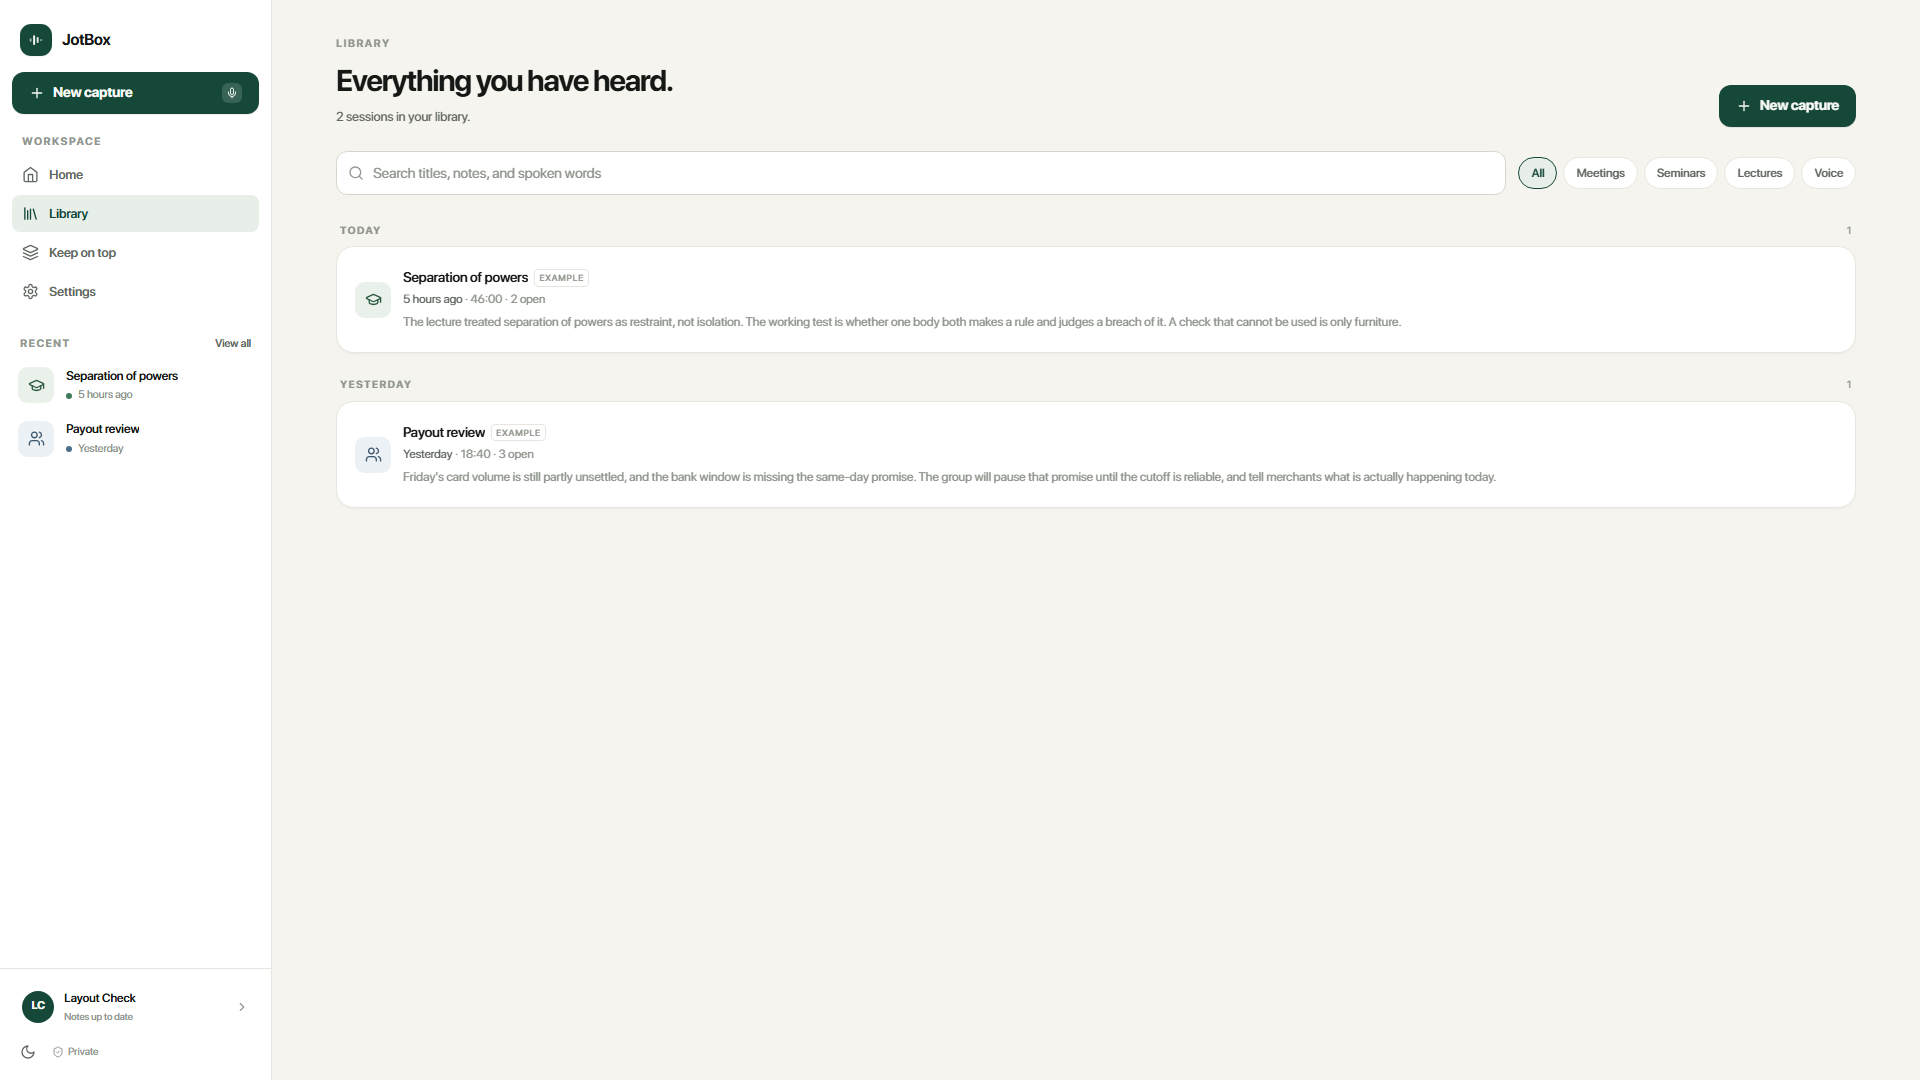 JotBox
New capture
WORKSPACE
Home
Library
Keep on top
Settings
RECENT
View all
Separation of powers
5 hours ago
Payout review
Yesterday
LC
Layout Check
Notes up to date
Private
LIBRARY
Everything you have heard.
2 sessions in your library.
New capture
Search titles, notes, and spoken words
All
Meetings
Seminars
Lectures
Voice
TODAY
1
Separation of powers EXAMPLE
5 hours ago · 46:00 · 2 open
The lecture treated separation of powers as restraint, not isolation. The working test is whether one body both makes a rule and judges a breach of it. A check that cannot be used is only furniture.
YESTERDAY
1
Payout review EXAMPLE
Yesterday · 18:40 · 3 open
Friday's card volume is still partly unsettled, and the bank window is missing the same-day promise. The group will pause that promise until the cutoff is reliable, and tell merchants what is actually happening today.